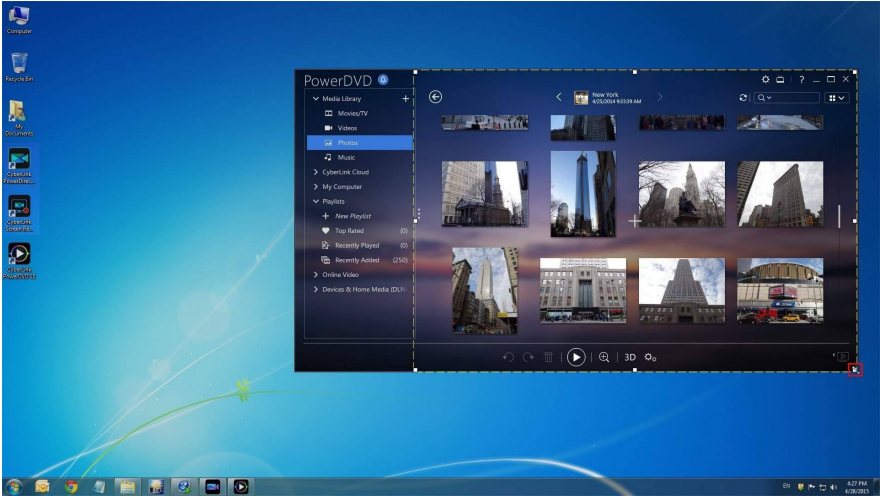 Computer
Recycle Bin
My
Documents
CyberLink
PowerDirec...
CyberLink
Screen Re...
CyberLink
PowerDVD 15
PowerDVD
Media Library +
Movies/TV
Videos
Photos
Music
CyberLink Cloud
My Computer
Playlists
+ New Playlist
Top Rated (0)
Recently Played (0)
Recently Added (250)
Online Video
Devices & Home Media (DLN
New York
4/25/2014 9:33:39 AM
?
3D
EN
4:27 PM
4/28/2015